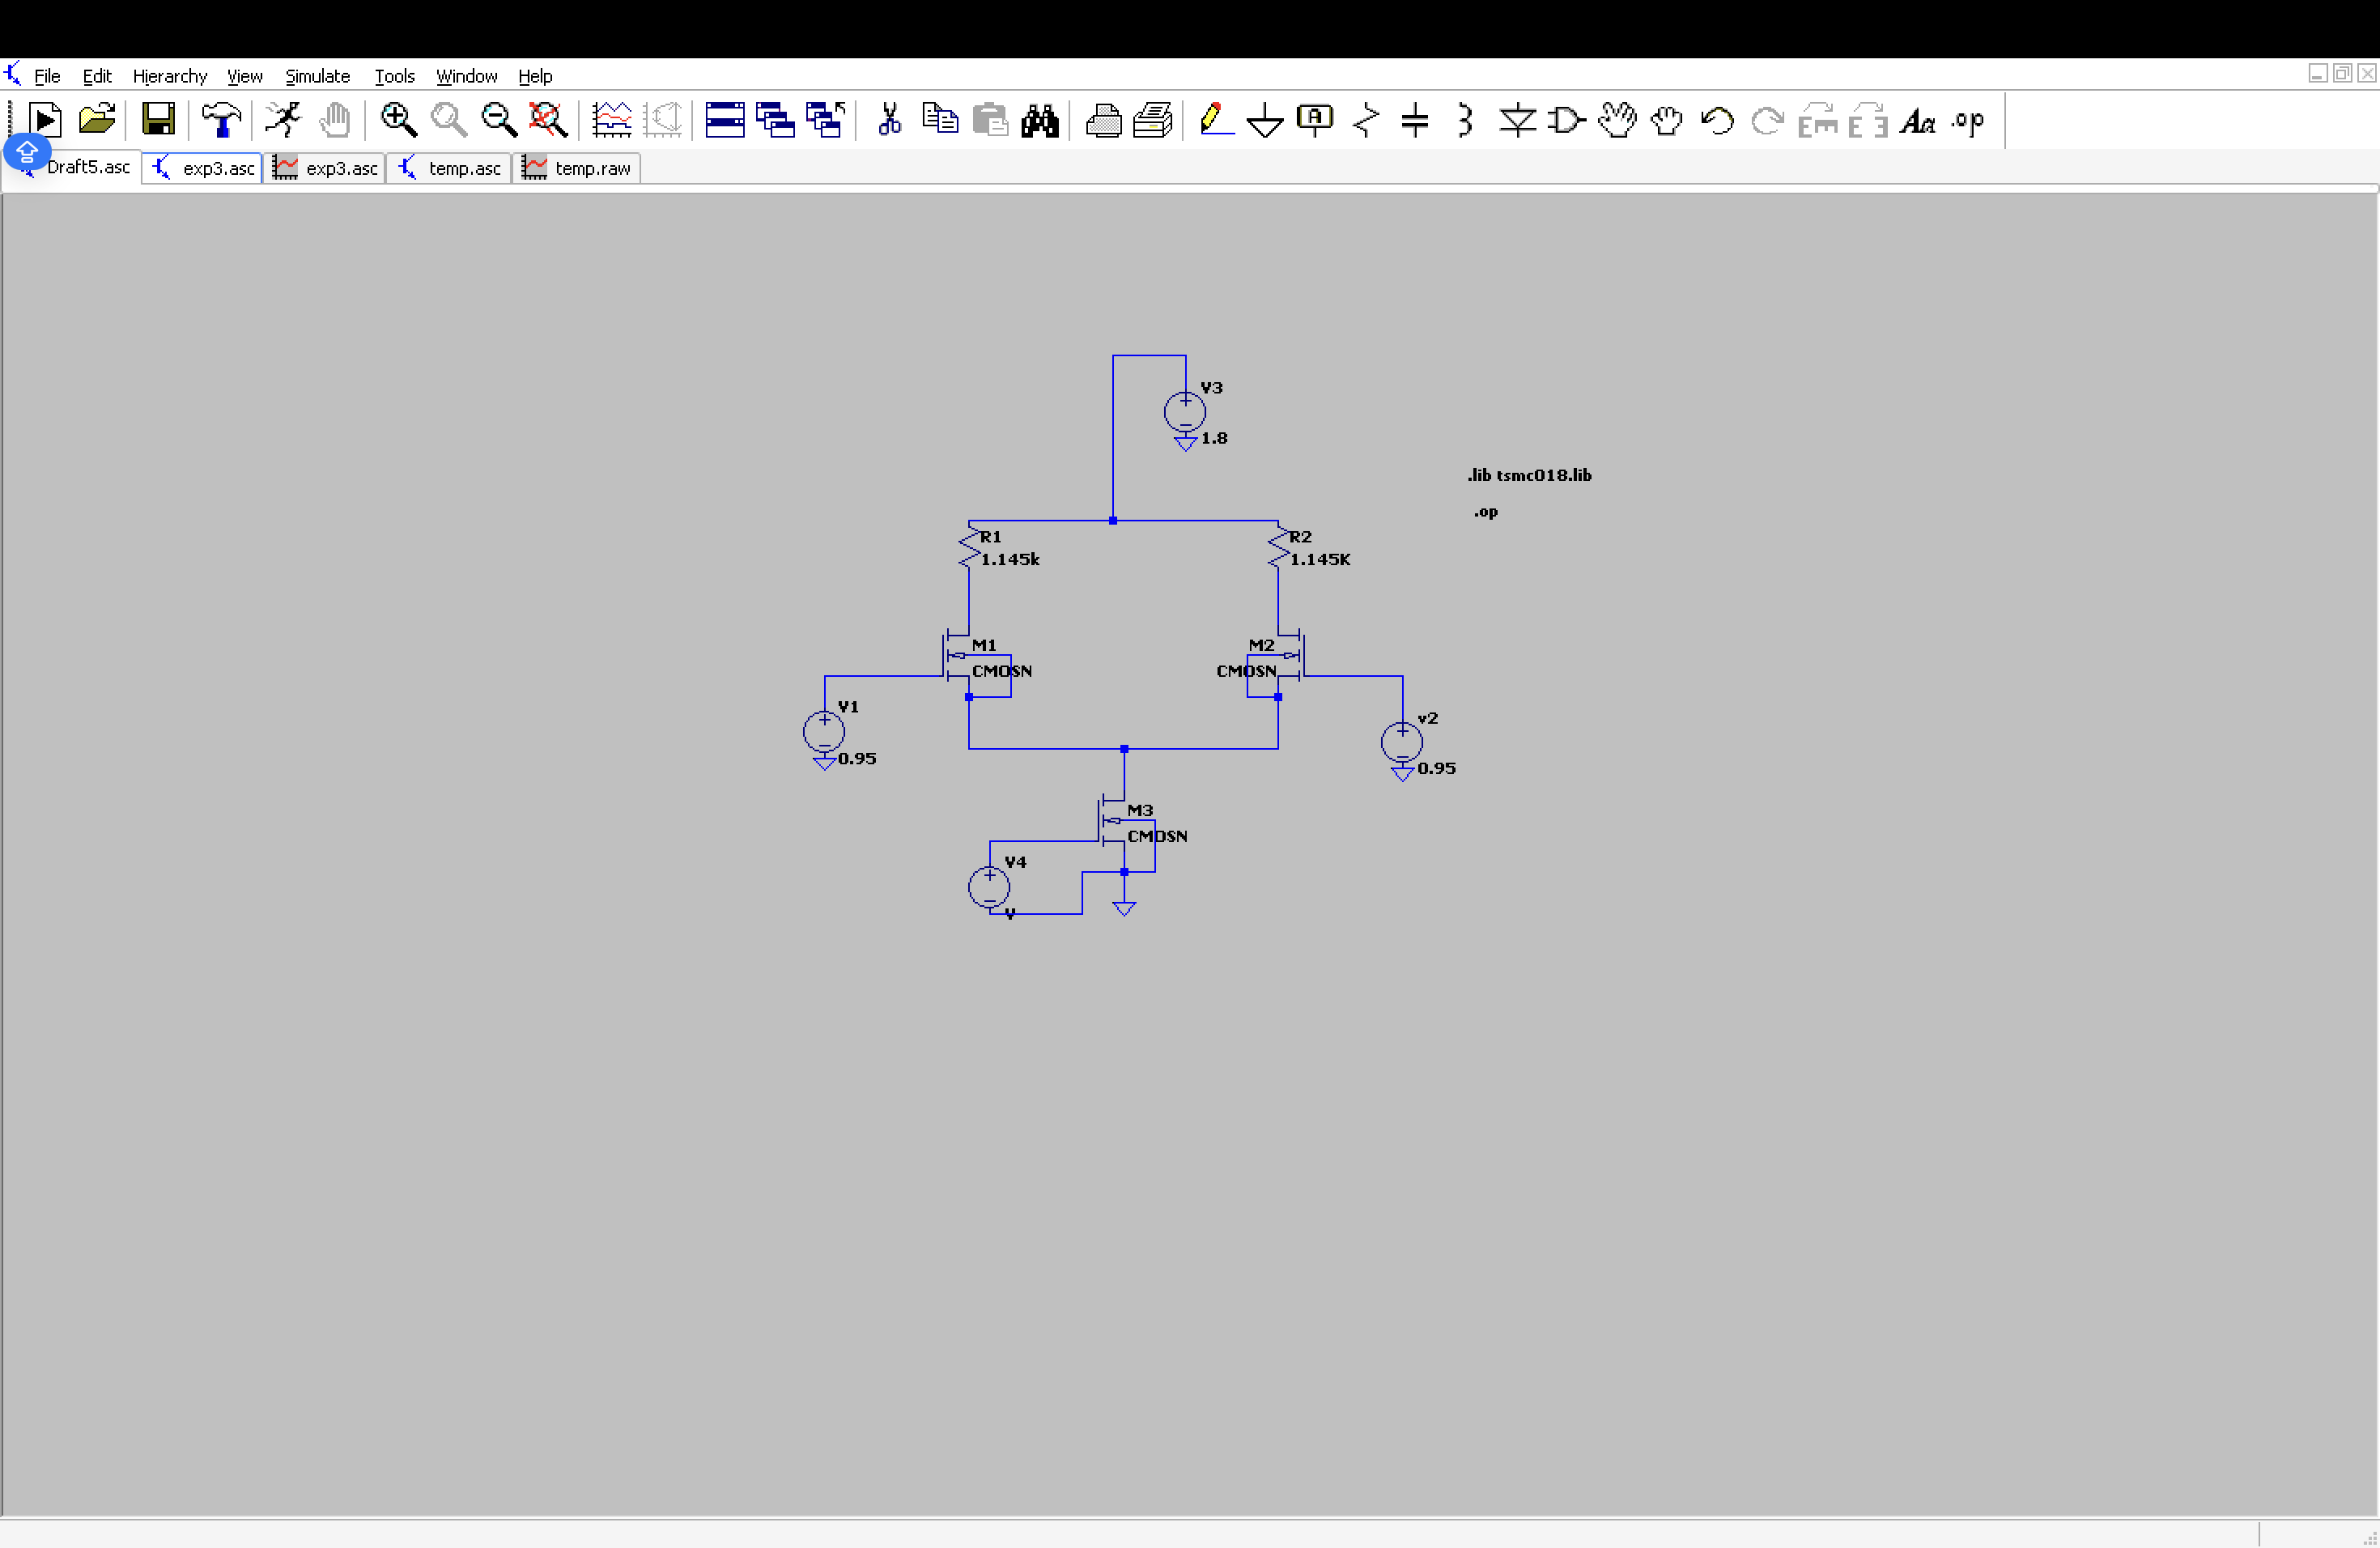 File Edit Hierarchy View Simulate Tools Window Help
A Aa .op
Draft5.asc exp3.asc exp3.asc temp.asc temp.raw
V3
1.8
.lib tsmc018.lib
.op
R1
1.145k
R2
1.145K
M1
CMOSN
M2
CMOSN
V1
0.95
v2
0.95
M3
CMOSN
V4
V